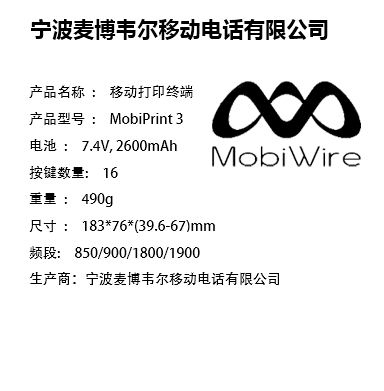 宁波麦博韦尔移动电话有限公司
产品名称 ： 移动打印终端
产品型号 ： MobiPrint 3
MobiWire
电池 ： 7.4V, 2600mAh
按键数量： 16
重量 ： 490g
尺寸 ： 183*76*(39.6-67)mm
频段: 850/900/1800/1900
生产商：宁波麦博韦尔移动电话有限公司